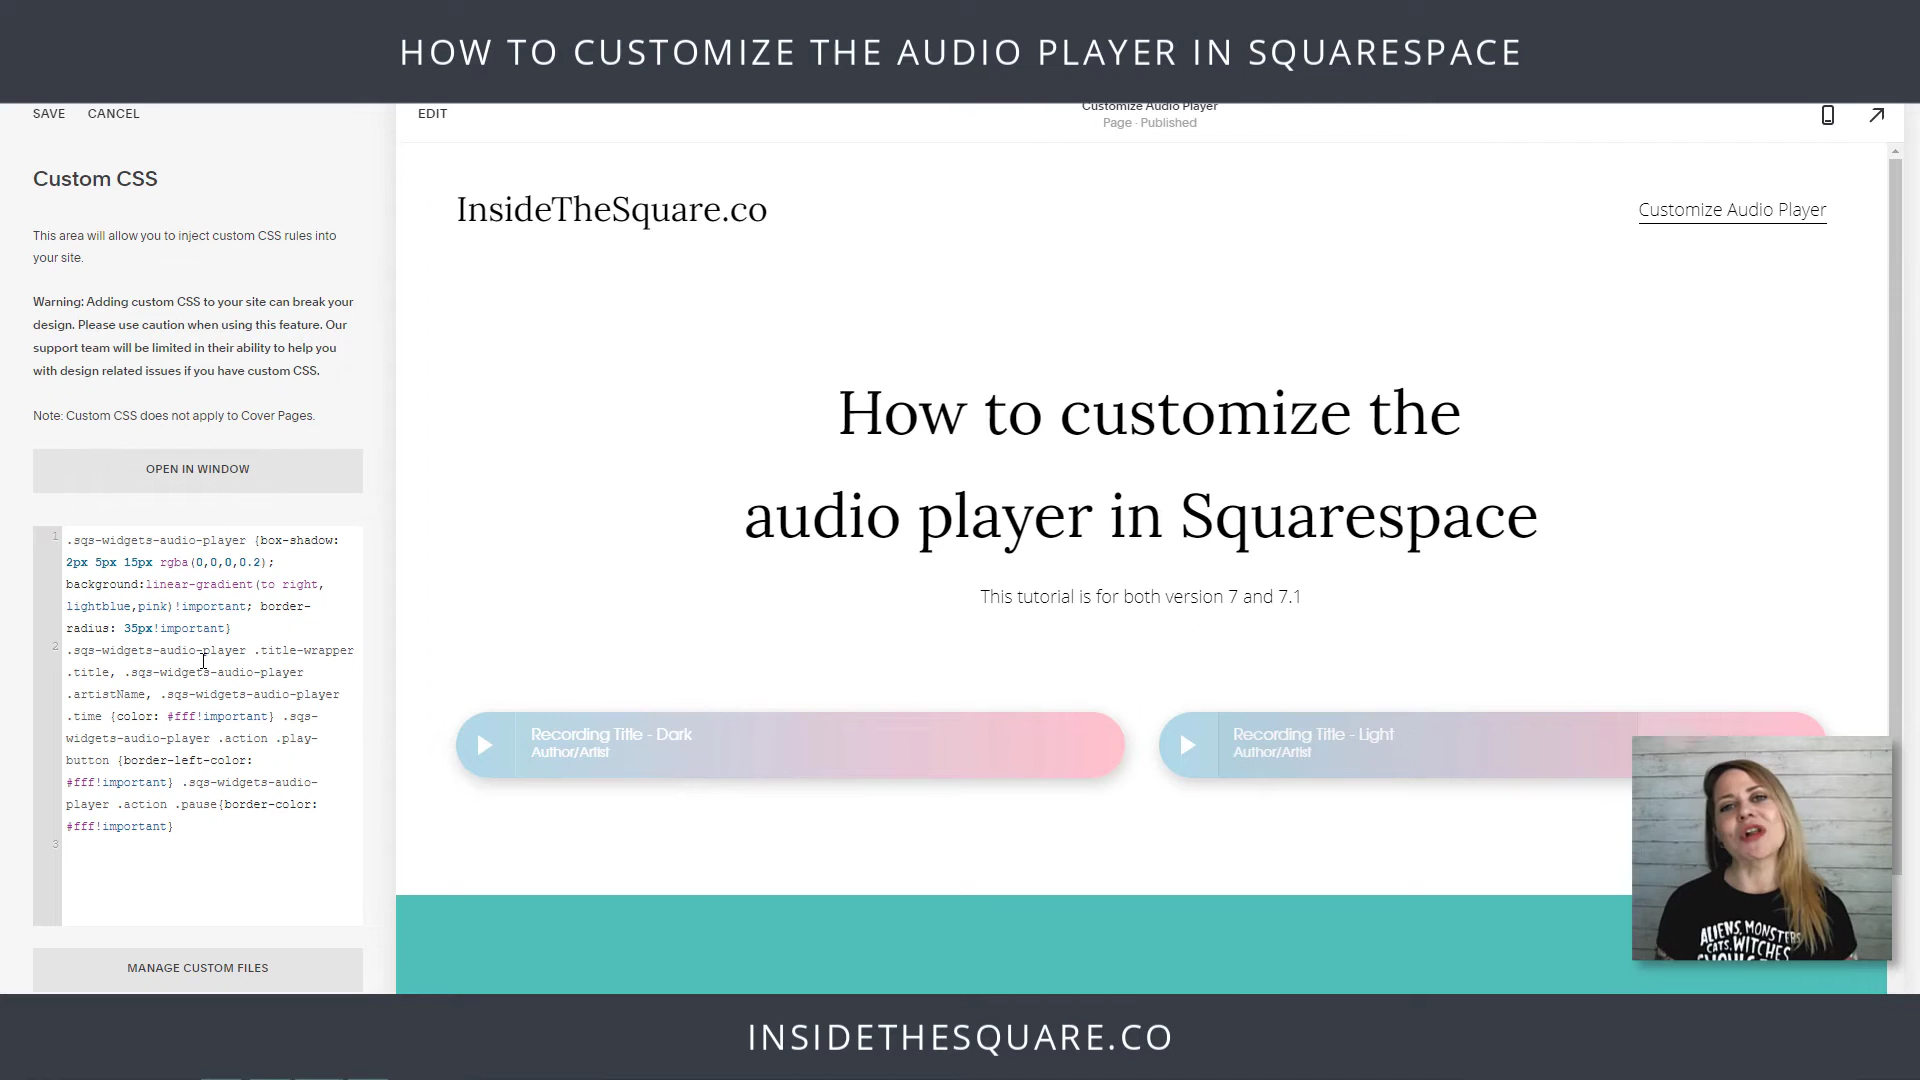 HOW TO CUSTOMIZE THE AUDIO PLAYER IN SQUARESPACE
SAVE CANCEL
EDIT
Customize Audio Player
Page · Published
Custom CSS
This area will allow you to inject custom CSS rules into
your site.
Warning: Adding custom CSS to your site can break your
design. Please use caution when using this feature. Our
support team will be limited in their ability to help you
with design related issues if you have custom CSS.
Note: Custom CSS does not apply to Cover Pages.
OPEN IN WINDOW
1 .sqs-widgets-audio-player {box-shadow:
2px 5px 15px rgba(0,0,0,0.2);
background:linear-gradient(to right,
lightblue,pink)!important; border-
radius: 35px!important}
2 .sqs-widgets-audio-player .title-wrapper
.title, .sqs-widgets-audio-player
.artistName, .sqs-widgets-audio-player
.time {color: #fff!important} .sqs-
widgets-audio-player .action .play-
button {border-left-color:
#fff!important} .sqs-widgets-audio-
player .action .pause{border-color:
#fff!important}
3
MANAGE CUSTOM FILES
InsideTheSquare.co
Customize Audio Player
How to customize the
audio player in Squarespace
This tutorial is for both version 7 and 7.1
Recording Title - Dark
Author/Artist
Recording Title - Light
Author/Artist
ALIENS, MONSTERS
CATS, WITCHES
INSIDETHESQUARE.CO